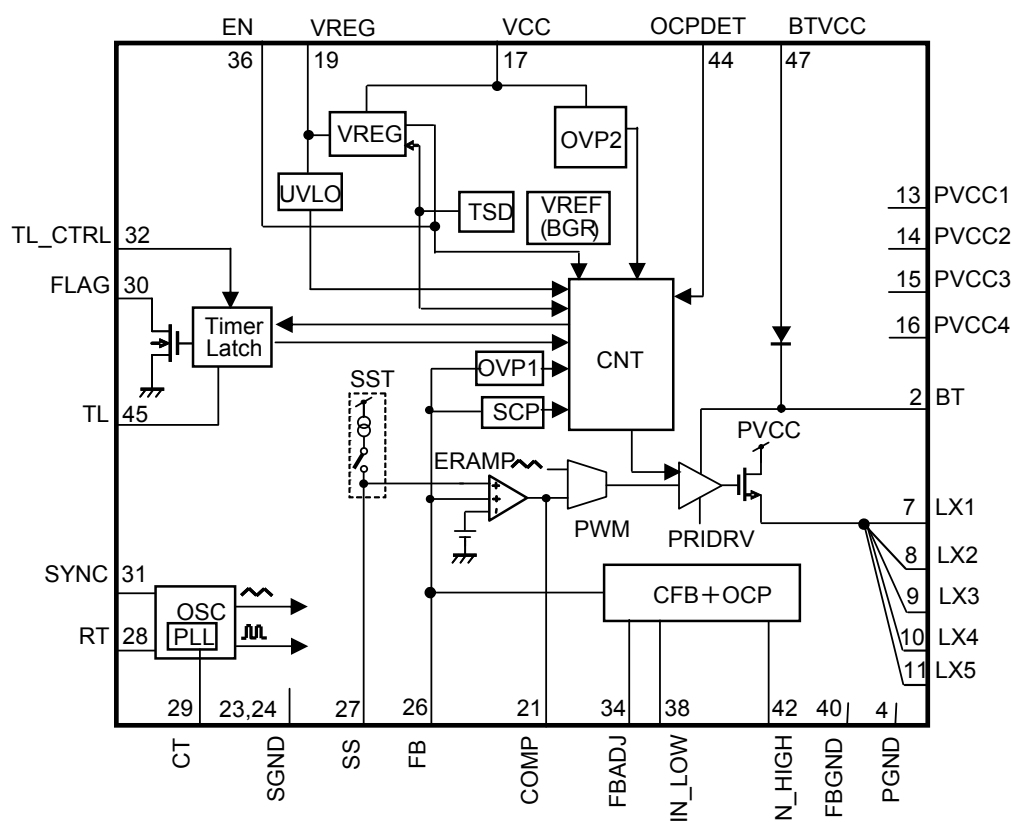 EN VREG VCC OCPDET BTVCC
36 19 17 44 47
VREG
OVP2
UVLO
TSD
VREF
(BGR)
13 PVCC1
TL_CTRL 32
14 PVCC2
FLAG 30
15 PVCC3
16 PVCC4
Timer
Latch
CNT
OVP1
SST
SCP
TL 45
2 BT
PVCC
ERAMP
PWM
PRIDRV
7 LX1
8 LX2
9 LX3
10 LX4
11 LX5
SYNC 31
OSC
PLL
RT 28
CFB+OCP
29 23,24 27 26 21 34 38 42 40 4
CT
SGND
SS
FB
COMP
FBADJ
IN_LOW
N_HIGH
FBGND
PGND